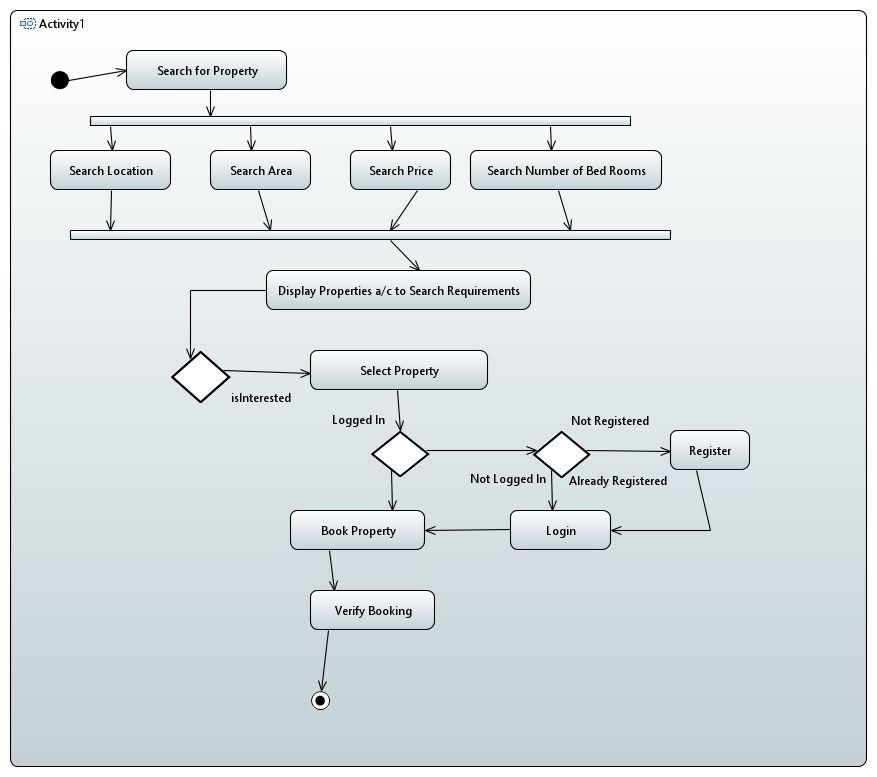 Activity1
Search for Property
Search Location
Search Area
Search Price
Search Number of Bed Rooms
Display Properties a/c to Search Requirements
Select Property
isInterested
Logged In
Not Registered
Register
Not Logged In
Already Registered
Book Property
Login
Verify Booking